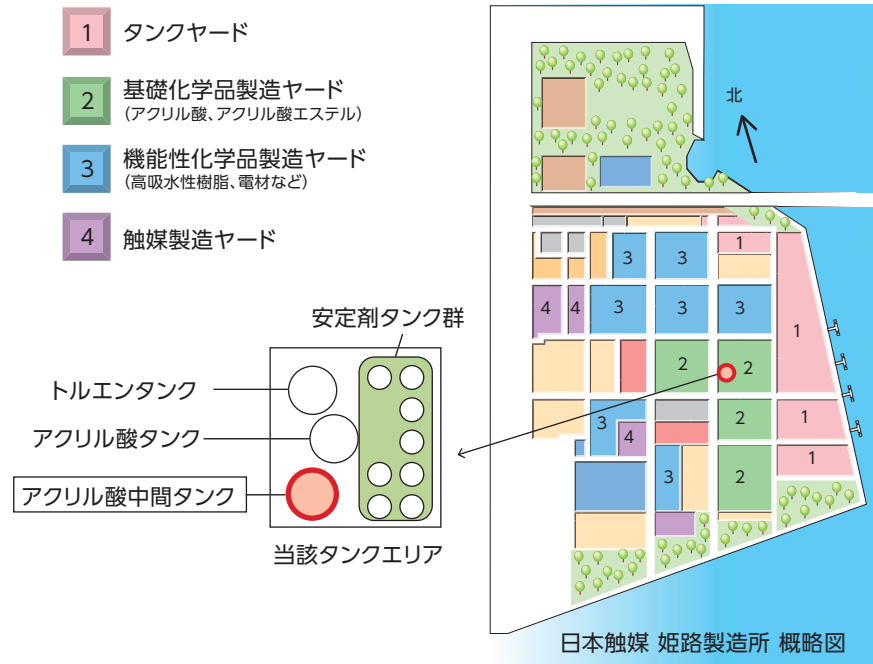 1 タンクヤード
2 基礎化学品製造ヤード
(アクリル酸、アクリル酸エステル)
3 機能性化学品製造ヤード
(高吸水性樹脂、電材など)
4 触媒製造ヤード
安定剤タンク群
トルエンタンク
アクリル酸タンク
アクリル酸中間タンク
当該タンクエリア
北
1
3 3
4 4 3 3 3
1
2 2
3 2 1
4
3 2 1
日本触媒 姫路製造所 概略図